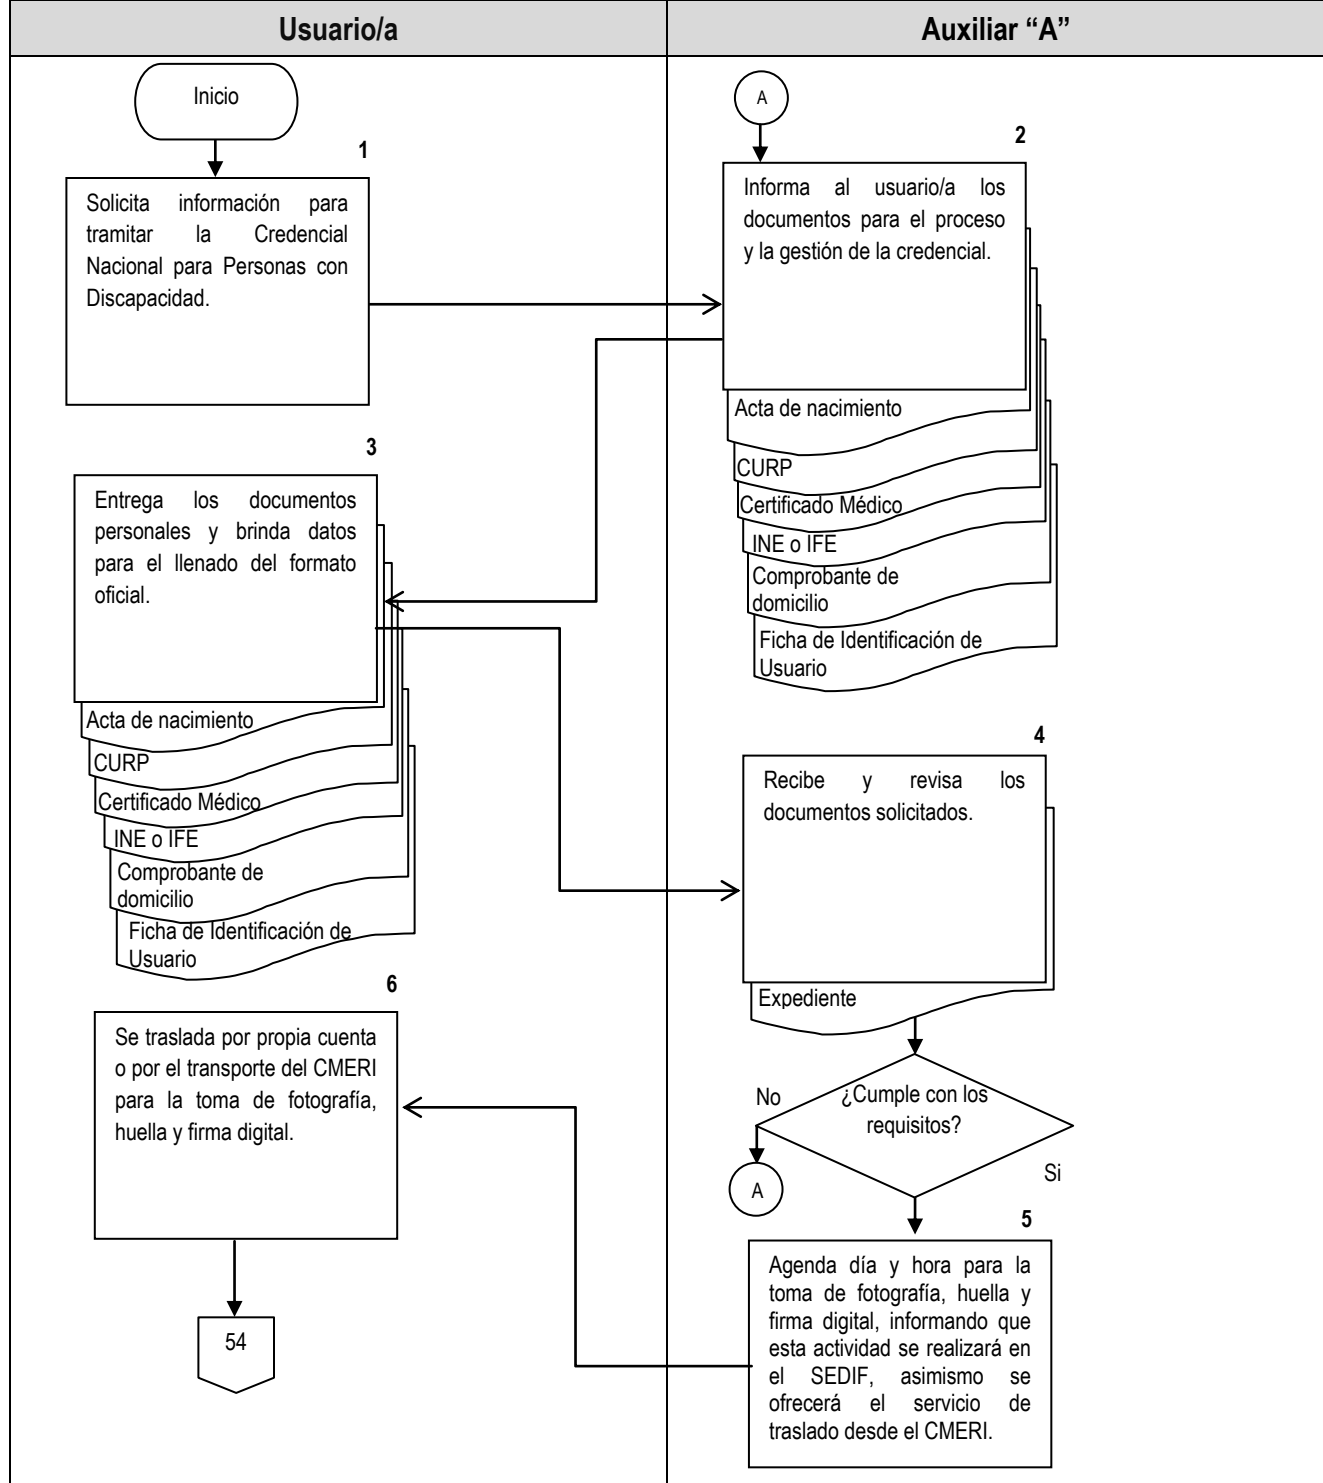 Usuario/a
Auxiliar “A”
Inicio
1
Solicita información para
tramitar la Credencial
Nacional para Personas con
Discapacidad.
A
2
Informa al usuario/a los
documentos para el proceso
y la gestión de la credencial.
Acta de nacimiento
CURP
Certificado Médico
INE o IFE
Comprobante de
domicilio
Ficha de Identificación de
Usuario
3
Entrega los documentos
personales y brinda datos
para el llenado del formato
oficial.
Acta de nacimiento
CURP
Certificado Médico
INE o IFE
Comprobante de
domicilio
Ficha de Identificación de
Usuario
4
Recibe y revisa los
documentos solicitados.
Expediente
¿Cumple con los
requisitos?
No
A
Si
5
Agenda día y hora para la
toma de fotografía, huella y
firma digital, informando que
esta actividad se realizará en
el SEDIF, asimismo se
ofrecerá el servicio de
traslado desde el CMERI.
6
Se traslada por propia cuenta
o por el transporte del CMERI
para la toma de fotografía,
huella y firma digital.
54